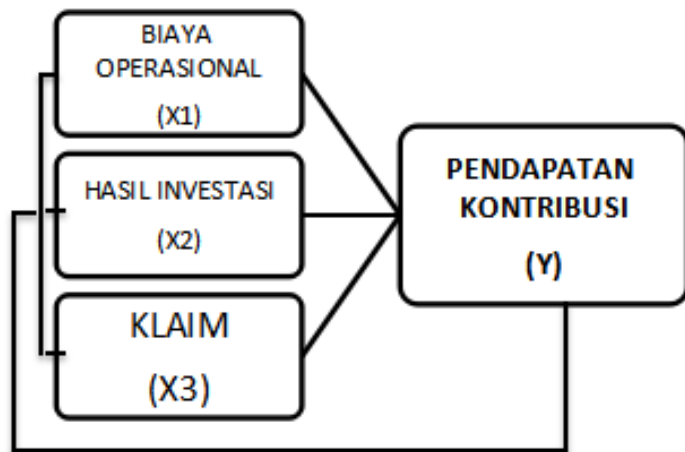 BIAYA
OPERASIONAL
(X1)
HASIL INVESTASI
(X2)
KLAIM
(X3)
PENDAPATAN
KONTRIBUSI
(Y)